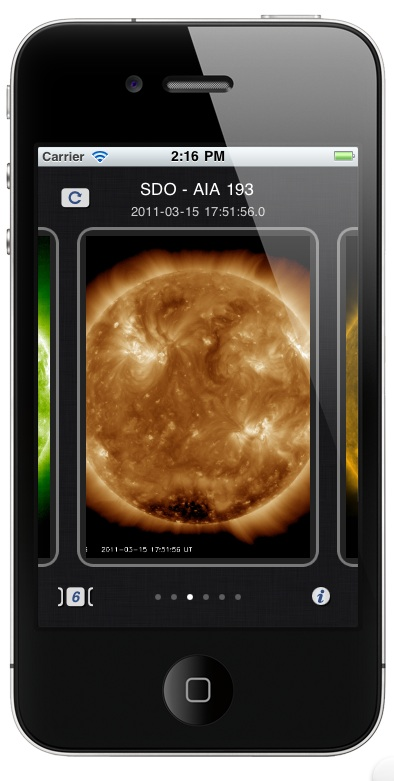 Carrier 2:16 PM
SDO - AIA 193
2011-03-15 17:51:56.0
2011-03-15 17:51:56 UT
6
i